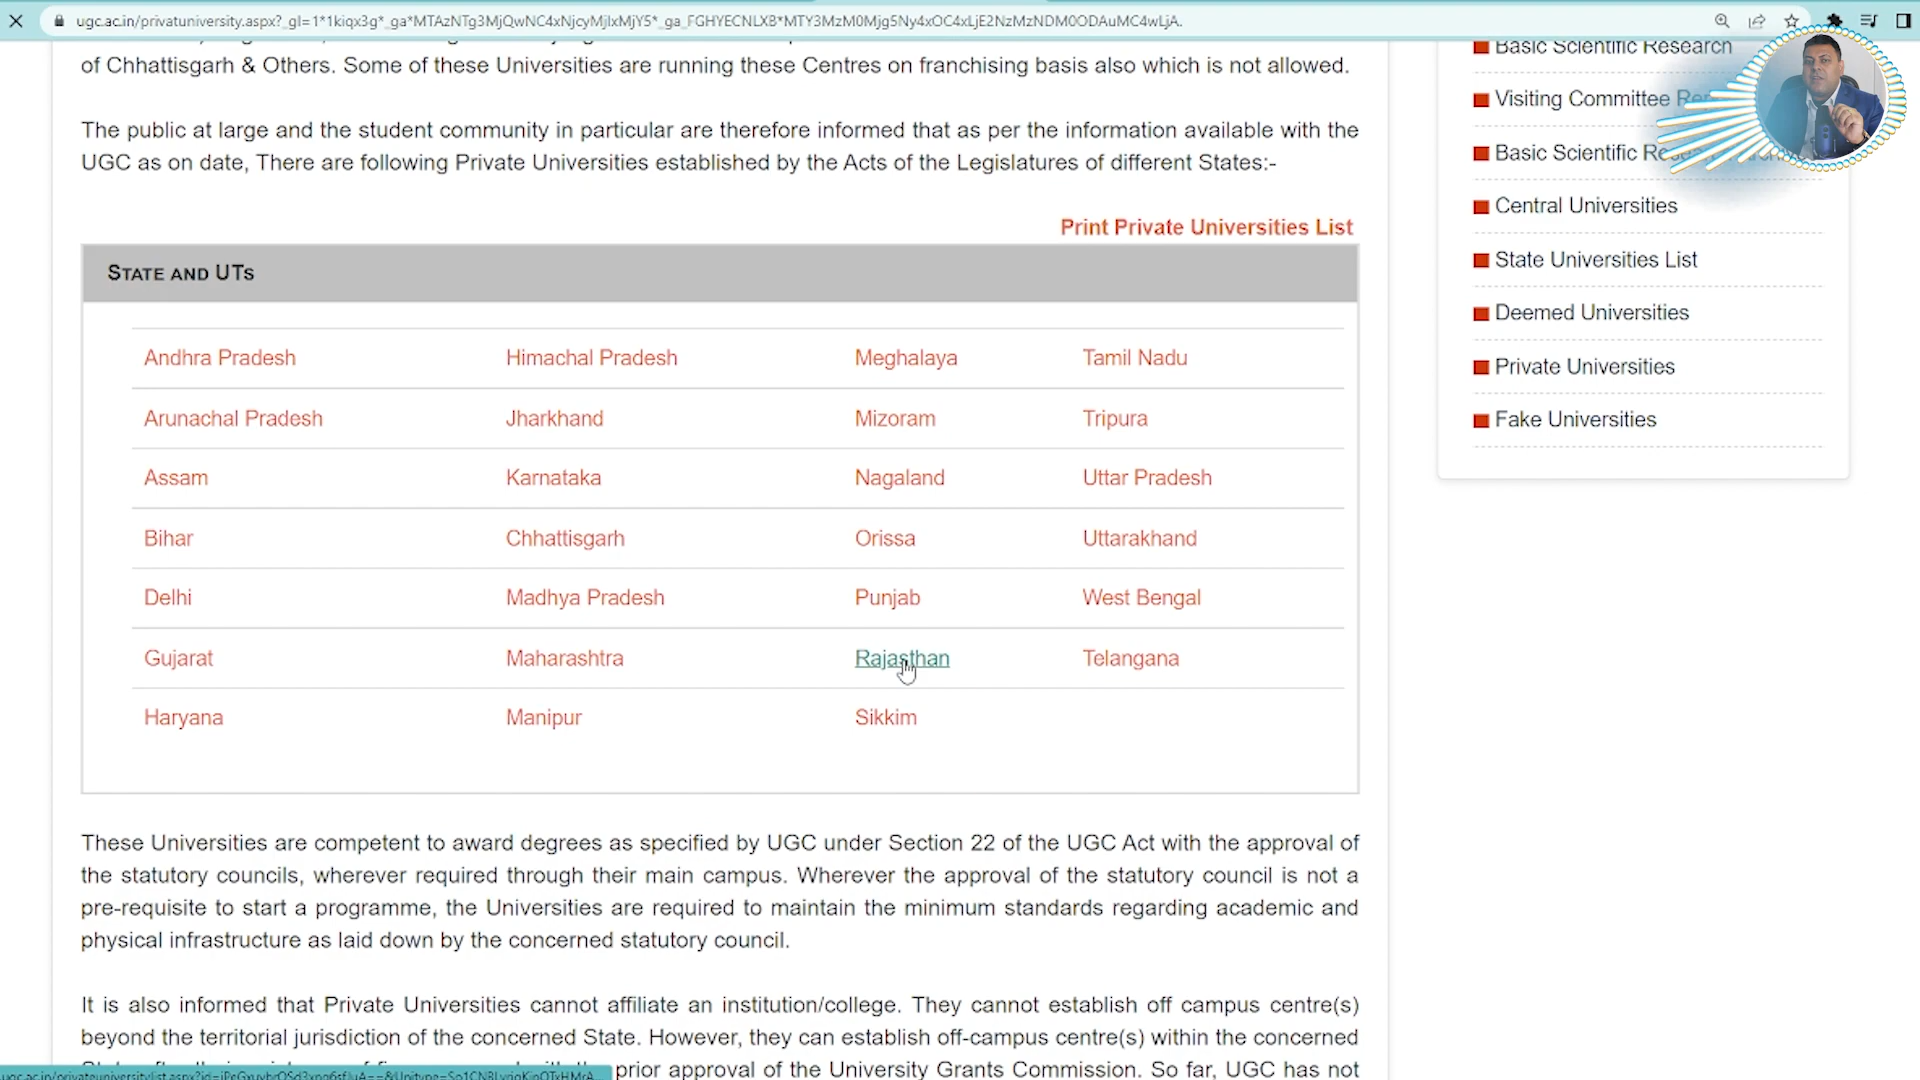 ugc.ac.in/privatuniversity.aspx?_gl=1*1kiqx3g*_ga*MTAzNTg3MjQwNC4xNjcyMjIxMjY5*_ga_FGHYECNLXB*MTY3MzM0Mjg5Ny4xOC4xLjE2NzMzNDM0ODAuMC4wLjA.
of Chhattisgarh & Others. Some of these Universities are running these Centres on franchising basis also which is not allowed.
The public at large and the student community in particular are therefore informed that as per the information available with the
UGC as on date, There are following Private Universities established by the Acts of the Legislatures of different States:-
Print Private Universities List
STATE AND UTS
Andhra Pradesh Himachal Pradesh Meghalaya Tamil Nadu
Arunachal Pradesh Jharkhand Mizoram Tripura
Assam Karnataka Nagaland Uttar Pradesh
Bihar Chhattisgarh Orissa Uttarakhand
Delhi Madhya Pradesh Punjab West Bengal
Gujarat Maharashtra Rajasthan Telangana
Haryana Manipur Sikkim
These Universities are competent to award degrees as specified by UGC under Section 22 of the UGC Act with the approval of
the statutory councils, wherever required through their main campus. Wherever the approval of the statutory council is not a
pre-requisite to start a programme, the Universities are required to maintain the minimum standards regarding academic and
physical infrastructure as laid down by the concerned statutory council.
It is also informed that Private Universities cannot affiliate an institution/college. They cannot establish off campus centre(s)
beyond the territorial jurisdiction of the concerned State. However, they can establish off-campus centre(s) within the concerned
prior approval of the University Grants Commission. So far, UGC has not
Basic Scientific Research
Visiting Committee
Basic Scientific
Central Universities
State Universities List
Deemed Universities
Private Universities
Fake Universities